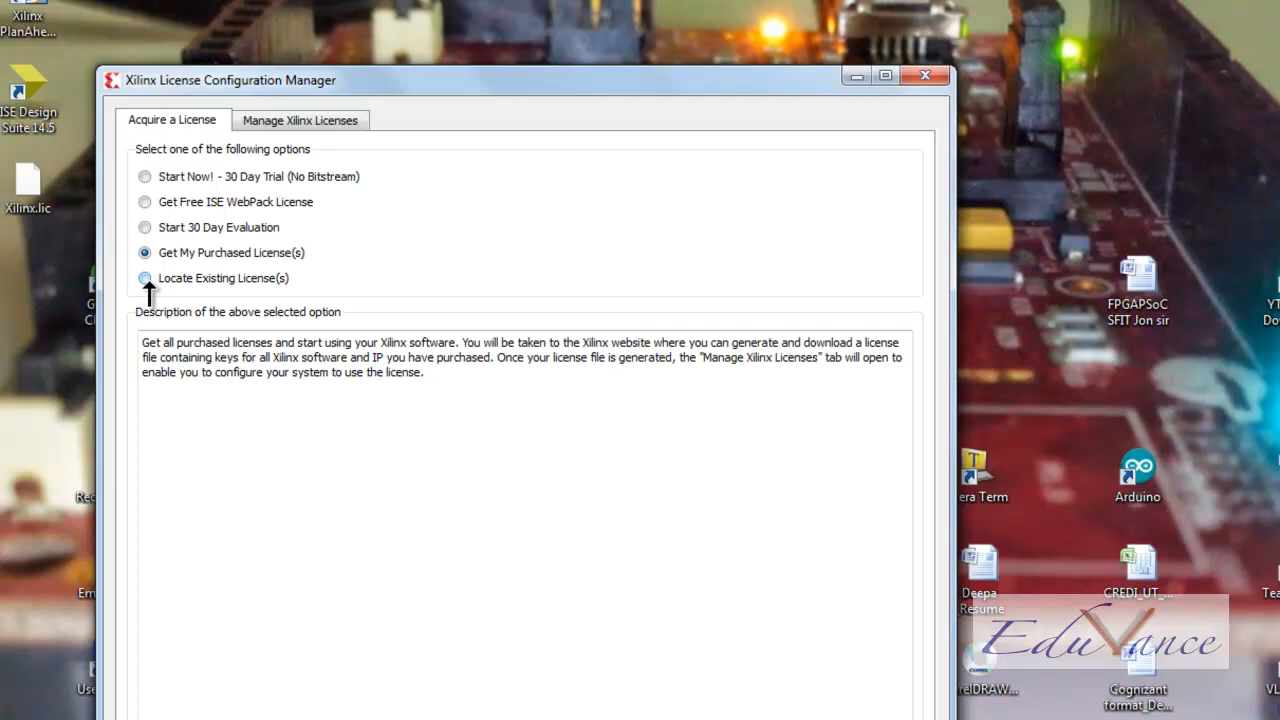 Xilinx
PlanAhe...
ISE Design
Suite 14.5
Xilinx.lic
Xilinx License Configuration Manager
Acquire a License
Manage Xilinx Licenses
Select one of the following options
Start Now! - 30 Day Trial (No Bitstream)
Get Free ISE WebPack License
Start 30 Day Evaluation
Get My Purchased License(s)
Locate Existing License(s)
Description of the above selected option
Get all purchased licenses and start using your Xilinx software. You will be taken to the Xilinx website where you can generate and download a license
file containing keys for all Xilinx software and IP you have purchased. Once your license file is generated, the "Manage Xilinx Licenses" tab will open to
enable you to configure your system to use the license.
FPGAPSoC
SFIT Jon sir
era Term
Arduino
Deepa
Resume
CREDI_UT_...
EduVance
relDRAW...
Cognizant
format_De...